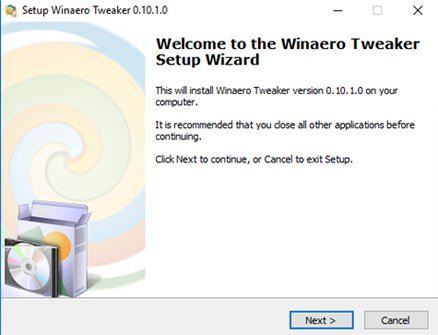 Setup Winaero Tweaker 0.10.1.0
Welcome to the Winaero Tweaker
Setup Wizard
This will install Winaero Tweaker version 0.10.1.0 on your
computer.
It is recommended that you close all other applications before
continuing.
Click Next to continue, or Cancel to exit Setup.
Next >
Cancel